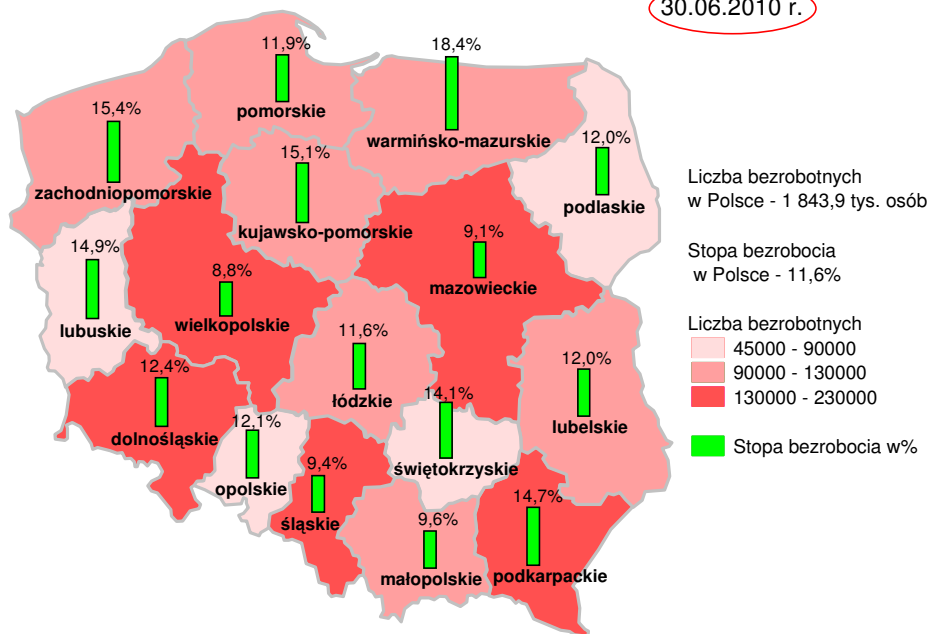 30.06.2010 r.
11,9%
pomorskie
18,4%
warmińsko-mazurskie
15,4%
zachodniopomorskie
15,1%
kujawsko-pomorskie
12,0%
podlaskie
Liczba bezrobotnych
w Polsce - 1 843,9 tys. osób
Stopa bezrobocia
w Polsce - 11,6%
Liczba bezrobotnych
45000 - 90000
90000 - 130000
130000 - 230000
Stopa bezrobocia w%
14,9%
lubuskie
8,8%
wielkopolskie
9,1%
mazowieckie
11,6%
łódzkie
12,0%
lubelskie
12,4%
dolnośląskie
12,1%
opolskie
9,4%
śląskie
14,1%
świętokrzyskie
9,6%
małopolskie
14,7%
podkarpackie